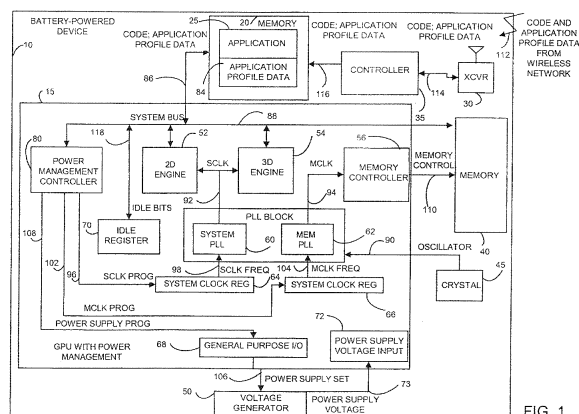 BATTERY-POWERED
DEVICE
10
25
20
MEMORY
APPLICATION
APPLICATION
PROFILE DATA
84
86
CODE; APPLICATION
PROFILE DATA
116
CONTROLLER
35
CODE; APPLICATION
PROFILE DATA
114
XCVR
30
112
CODE AND
APPLICATION
PROFILE DATA
FROM
WIRELESS
NETWORK
15
SYSTEM BUS
88
118
80
POWER
MANAGEMENT
CONTROLLER
52
2D
ENGINE
SCLK
92
54
3D
ENGINE
MCLK
94
56
MEMORY
CONTROLLER
MEMORY
CONTROL
110
MEMORY
40
IDLE BITS
70
IDLE
REGISTER
108
102
96
PLL BLOCK
SYSTEM
PLL
60
MEM
PLL
62
90
OSCILLATOR
45
CRYSTAL
98
SCLK FREQ
104
MCLK FREQ
SCLK PROG
SYSTEM CLOCK REG
64
MCLK PROG
SYSTEM CLOCK REG
66
POWER SUPPLY PROG
72
POWER SUPPLY
VOLTAGE INPUT
GPU WITH POWER
MANAGEMENT
68
GENERAL PURPOSE I/O
106
POWER SUPPLY SET
73
50
VOLTAGE
GENERATOR
POWER SUPPLY
VOLTAGE
FIG. 1